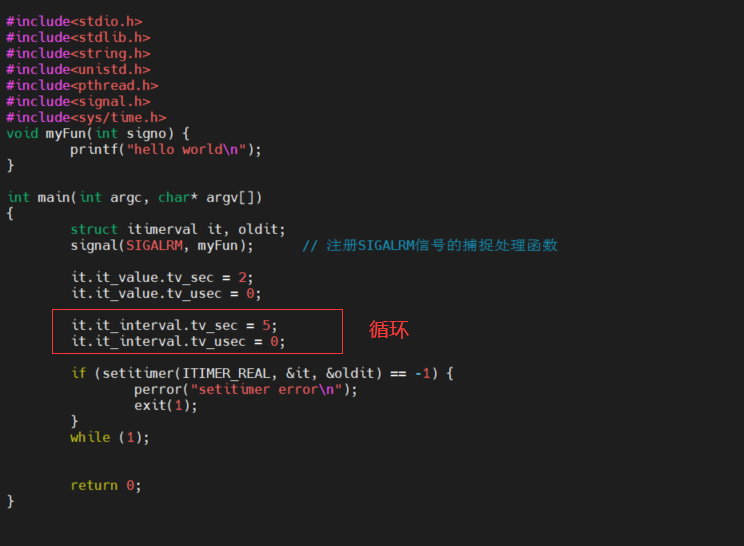 #include<stdio.h>
#include<stdlib.h>
#include<string.h>
#include<unistd.h>
#include<pthread.h>
#include<signal.h>
#include<sys/time.h>
void myFun(int signo) {
        printf("hello world\n");
}

int main(int argc, char* argv[])
{
        struct itimerval it, oldit;
        signal(SIGALRM, myFun);      // 注册SIGALRM信号的捕捉处理函数

        it.it_value.tv_sec = 2;
        it.it_value.tv_usec = 0;

        it.it_interval.tv_sec = 5;
循环
        it.it_interval.tv_usec = 0;

        if (setitimer(ITIMER_REAL, &it, &oldit) == -1) {
                perror("setitimer error\n");
                exit(1);
        }
        while (1);


        return 0;
}